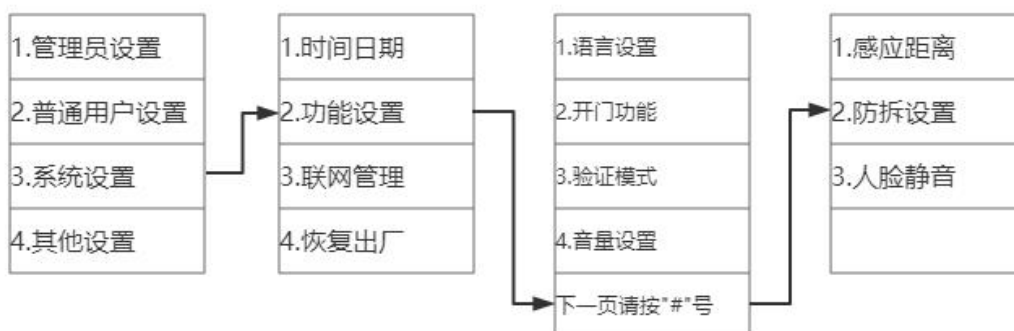 1.管理员设置
2.普通用户设置
3.系统设置
4.其他设置
1.时间日期
2.功能设置
3.联网管理
4.恢复出厂
1.语言设置
2.开门功能
3.验证模式
4.音量设置
下一页请按"#"号
1.感应距离
2.防拆设置
3.人脸静音